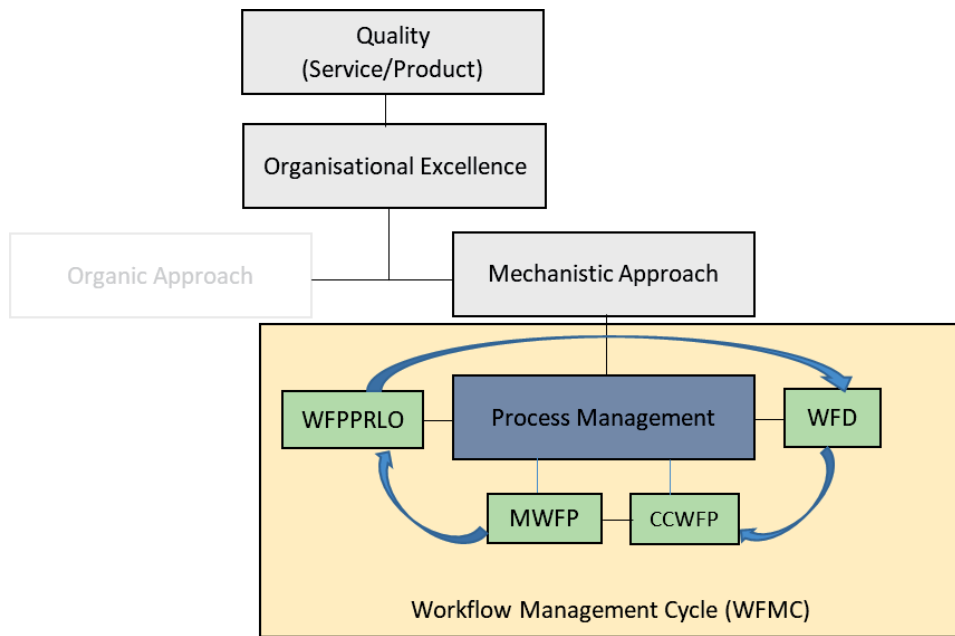 Quality
(Service/Product)
Organisational Excellence
Organic Approach
Mechanistic Approach
WFPPRLO
Process Management
WFD
MWFP
CCWFP
Workflow Management Cycle (WFMC)